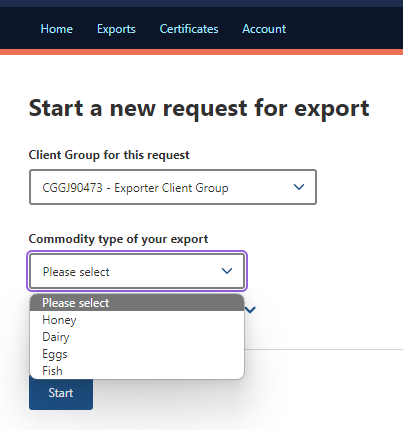 Home Exports Certificates Account
Start a new request for export
Client Group for this request
CGGJ90473 - Exporter Client Group
Commodity type of your export
Please select
Please select
Honey
Dairy
Eggs
Fish
Start